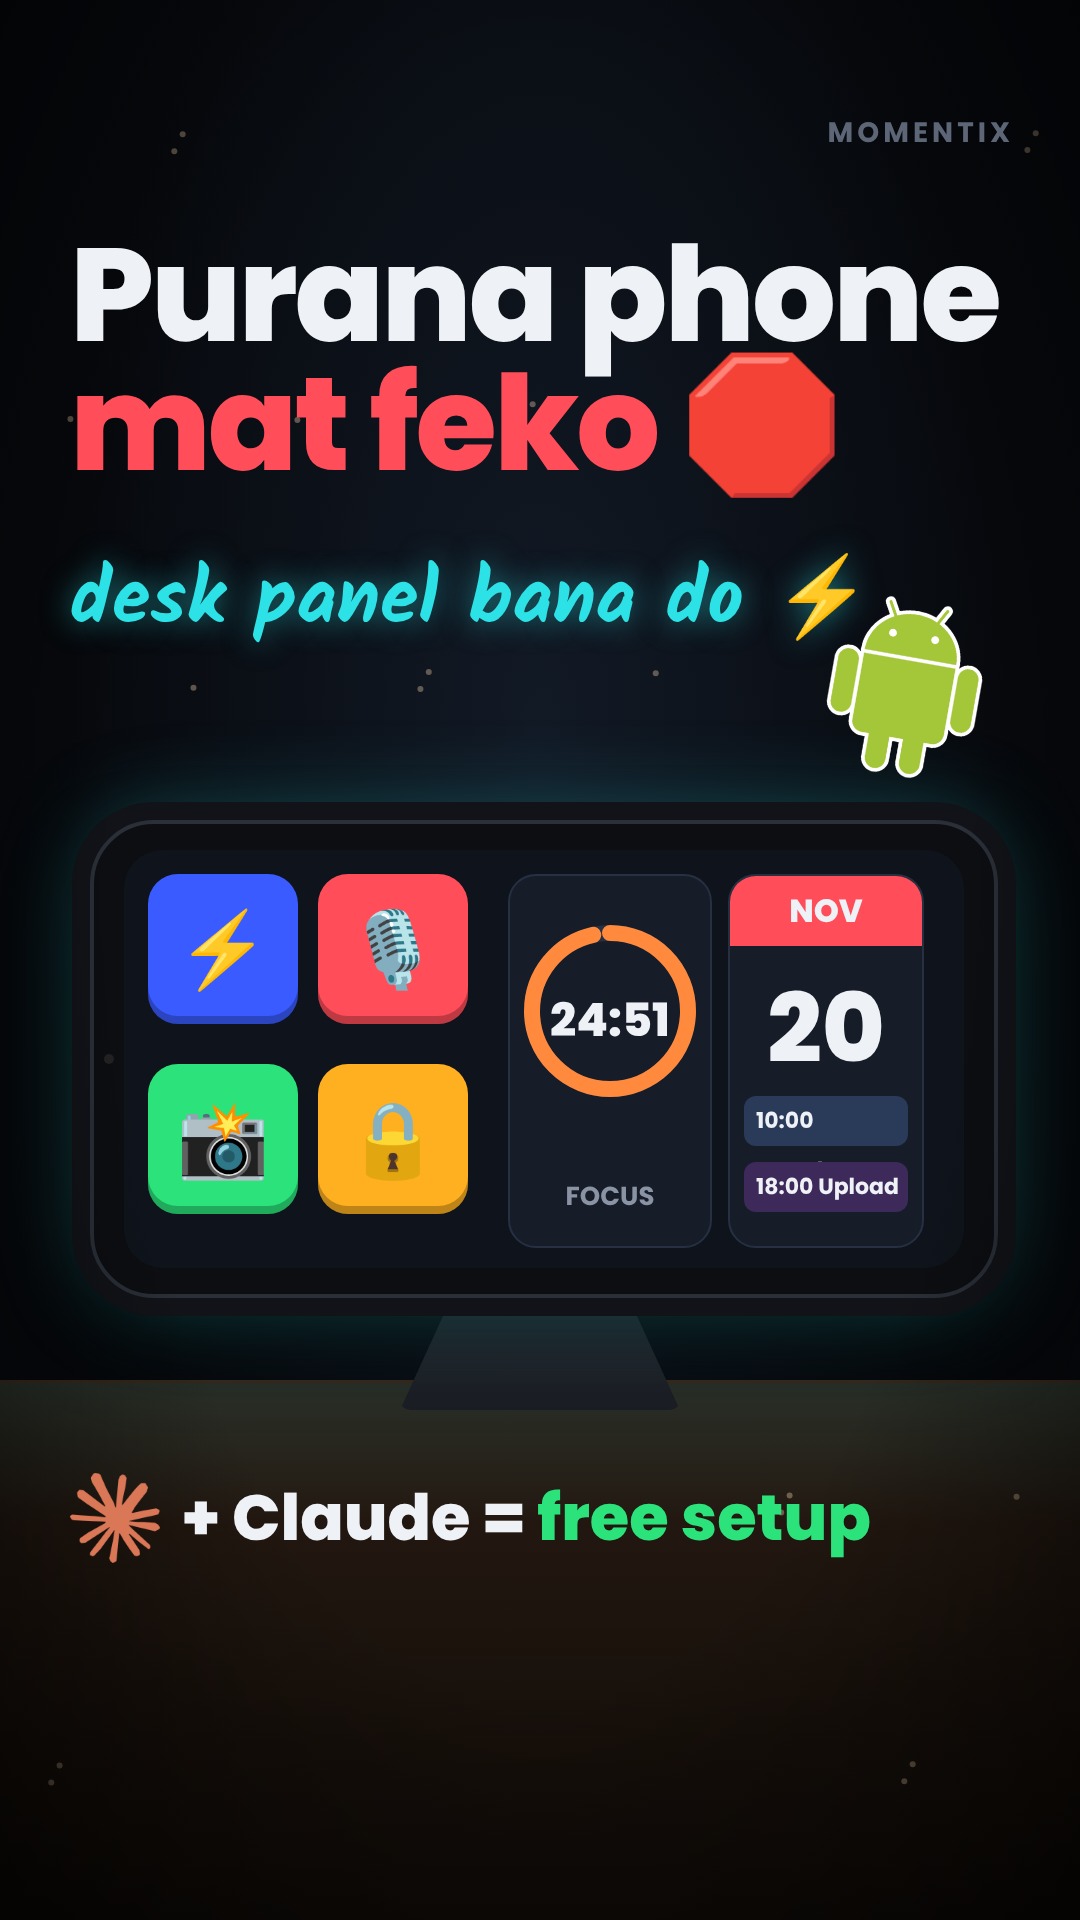 MOMENTIX
Purana phone
mat feko 🛑
desk panel bana do ⚡
24:51
FOCUS
NOV
20
10:00
18:00 Upload
+ Claude = free setup